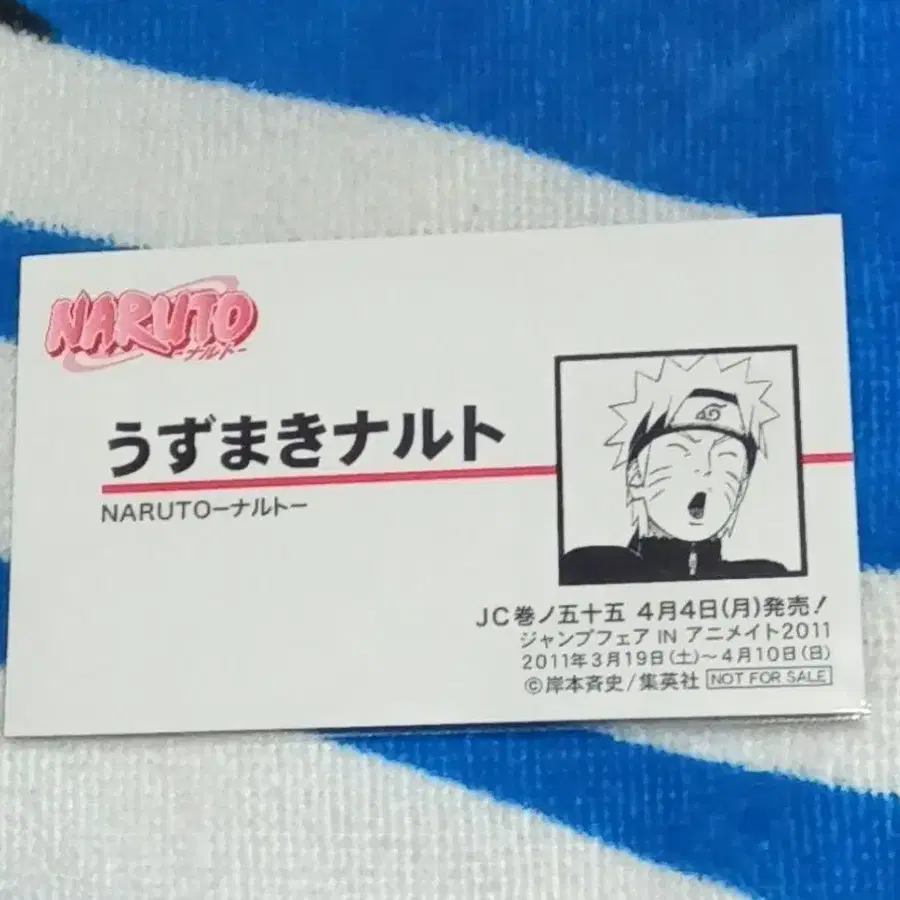 NARUTO
-ナルト-
うずまきナルト
NARUTOーナルトー
JC巻ノ五十五 4月4日(月)発売!
ジャンプフェア IN アニメイト2011
2011年3月19日(土)~4月10日(日)
©岸本斉史/集英社 NOT FOR SALE